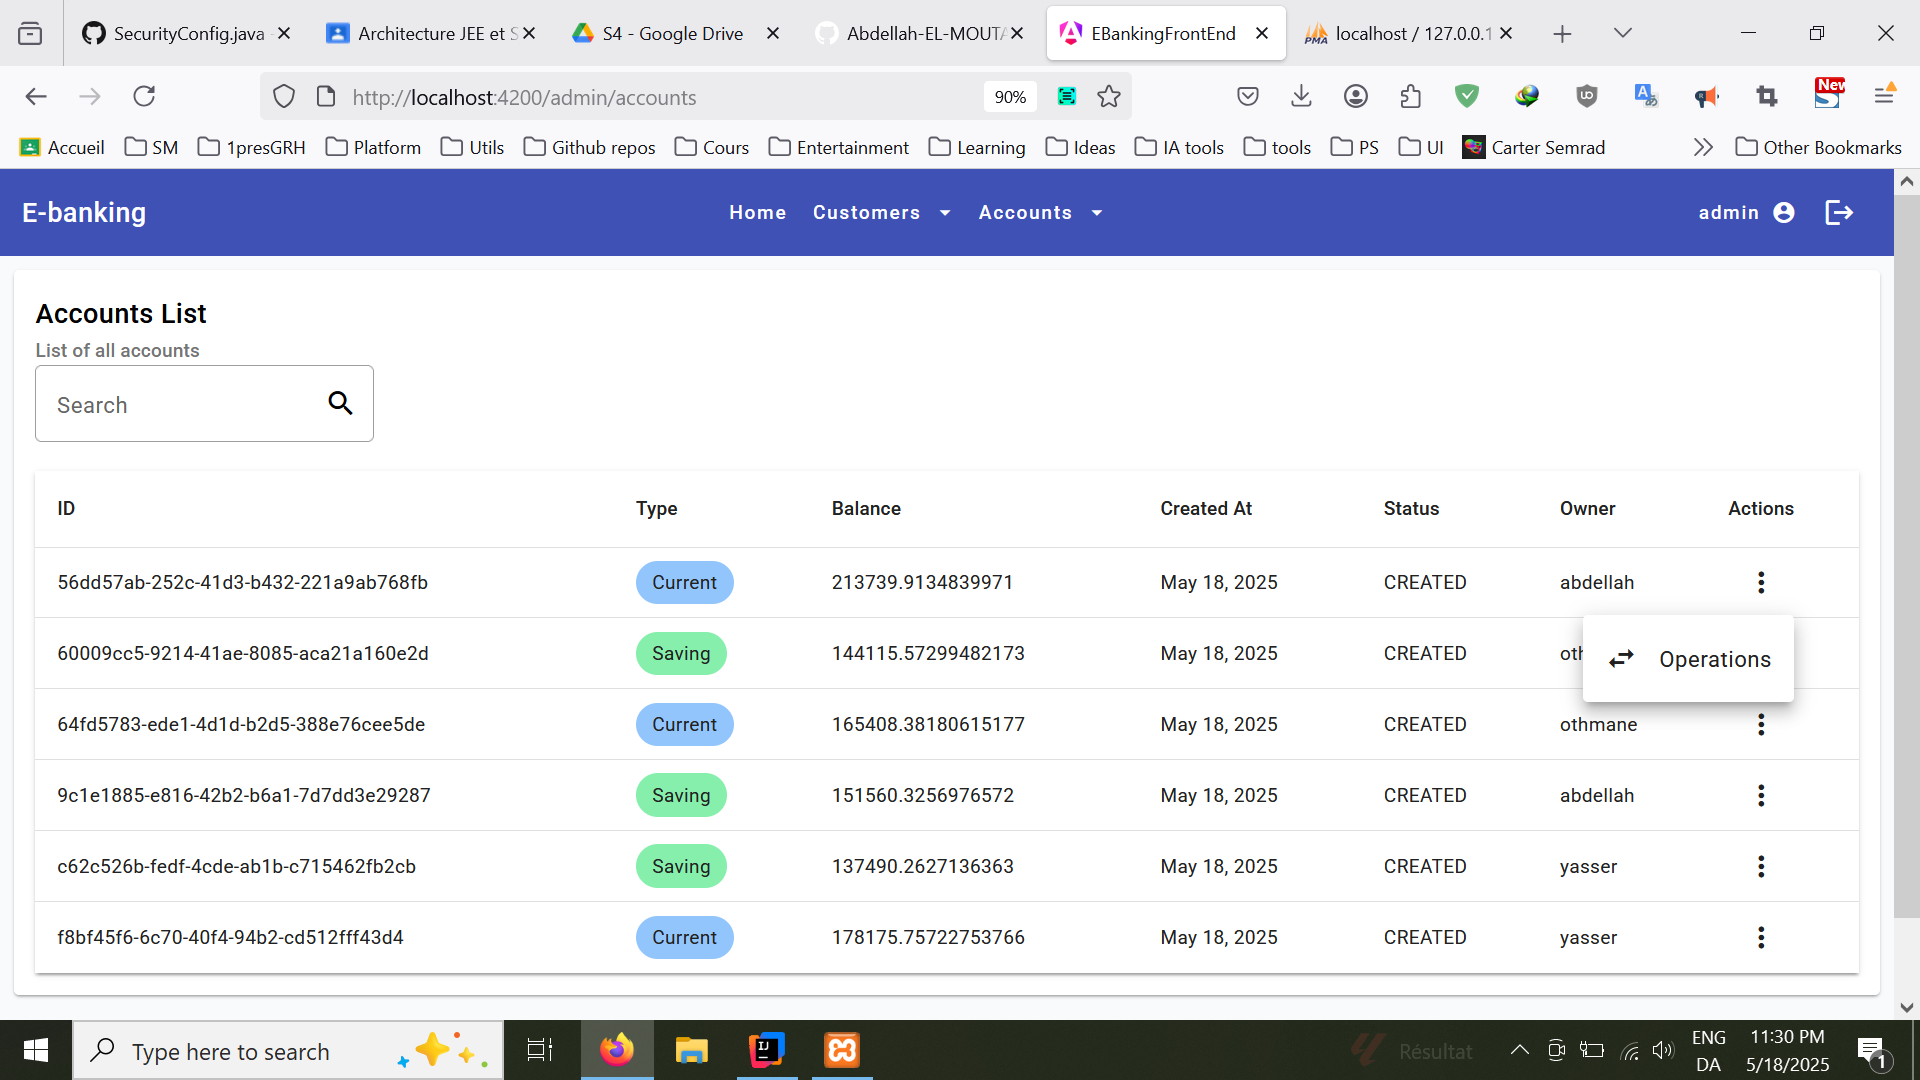 SecurityConfig.java
Architecture JEE et S
S4 - Google Drive
Abdellah-EL-MOUTA
EBankingFrontEnd
localhost / 127.0.0.1
http://localhost:4200/admin/accounts
90%
New
Accueil
SM
1presGRH
Platform
Utils
Github repos
Cours
Entertainment
Learning
Ideas
IA tools
tools
PS
UI
Carter Semrad
Other Bookmarks
E-banking
Home
Customers
Accounts
admin
Accounts List
List of all accounts
Search
ID Type Balance Created At Status Owner Actions
56dd57ab-252c-41d3-b432-221a9ab768fb Current 213739.9134839971 May 18, 2025 CREATED abdellah
60009cc5-9214-41ae-8085-aca21a160e2d Saving 144115.57299482173 May 18, 2025 CREATED oth
Operations
64fd5783-ede1-4d1d-b2d5-388e76cee5de Current 165408.38180615177 May 18, 2025 CREATED othmane
9c1e1885-e816-42b2-b6a1-7d7dd3e29287 Saving 151560.3256976572 May 18, 2025 CREATED abdellah
c62c526b-fedf-4cde-ab1b-c715462fb2cb Saving 137490.2627136363 May 18, 2025 CREATED yasser
f8bf45f6-6c70-40f4-94b2-cd512fff43d4 Current 178175.75722753766 May 18, 2025 CREATED yasser
Type here to search
Résultat
ENG
DA
11:30 PM
5/18/2025
1